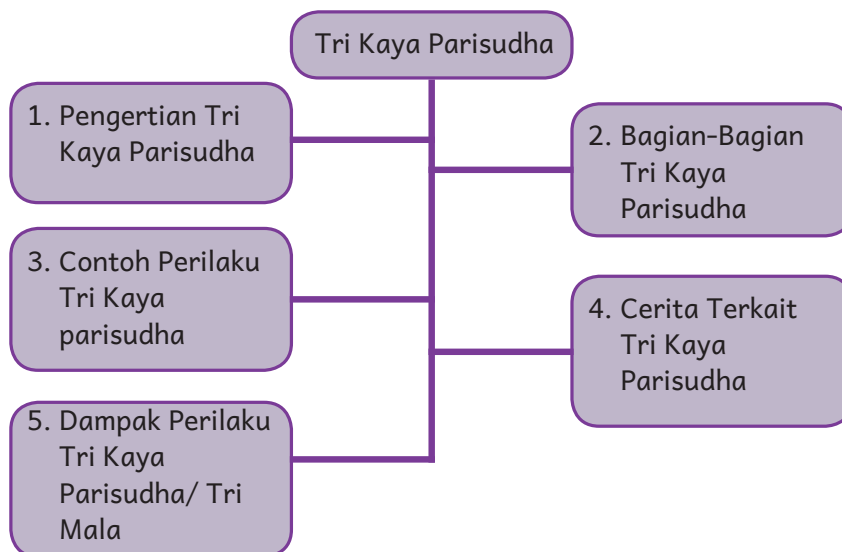 Tri Kaya Parisudha
1. Pengertian Tri
Kaya Parisudha
2. Bagian-Bagian
Tri Kaya
Parisudha
3. Contoh Perilaku
Tri Kaya
parisudha
4. Cerita Terkait
Tri Kaya
Parisudha
5. Dampak Perilaku
Tri Kaya
Parisudha/ Tri
Mala